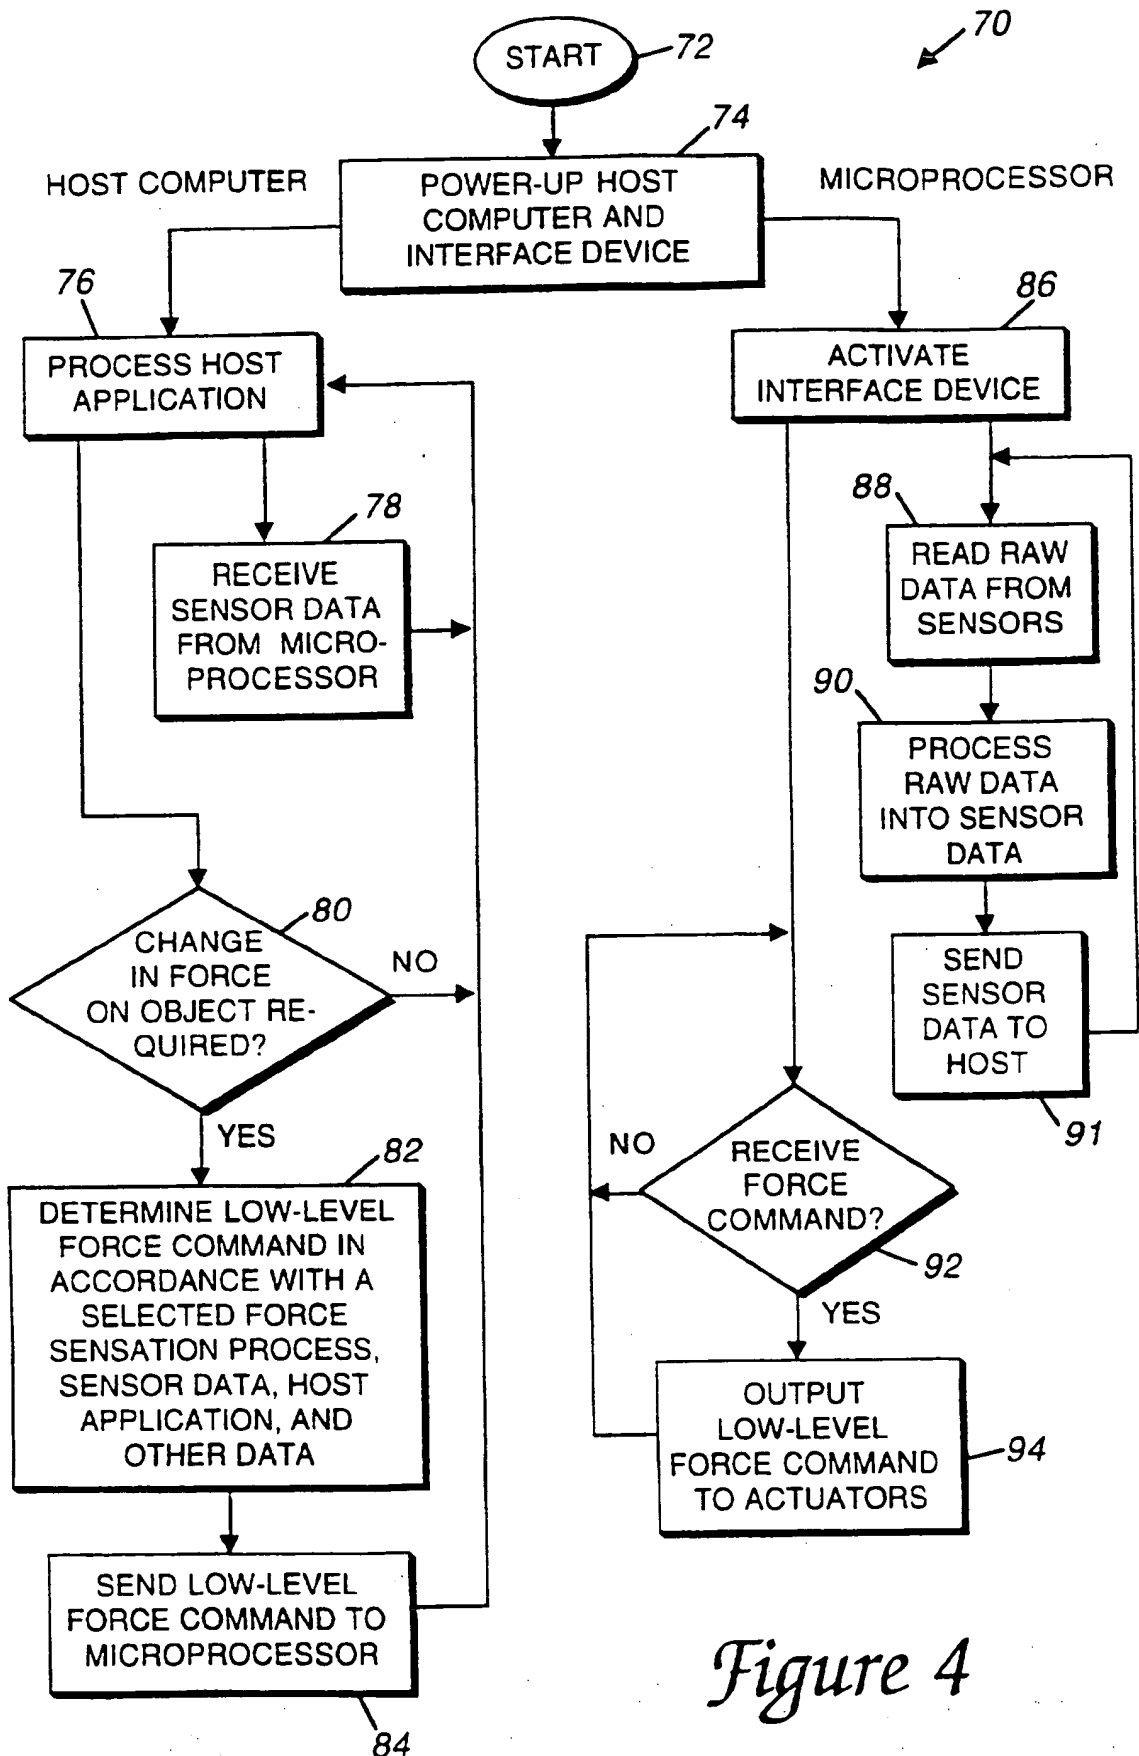 70
START
72
74
HOST COMPUTER
POWER-UP HOST
COMPUTER AND
INTERFACE DEVICE
MICROPROCESSOR
76
PROCESS HOST
APPLICATION
78
RECEIVE
SENSOR DATA
FROM MICRO-
PROCESSOR
80
CHANGE
IN FORCE
ON OBJECT RE-
QUIRED?
NO
YES
82
DETERMINE LOW-LEVEL
FORCE COMMAND IN
ACCORDANCE WITH A
SELECTED FORCE
SENSATION PROCESS,
SENSOR DATA, HOST
APPLICATION, AND
OTHER DATA
SEND LOW-LEVEL
FORCE COMMAND TO
MICROPROCESSOR
84
86
ACTIVATE
INTERFACE DEVICE
88
READ RAW
DATA FROM
SENSORS
90
PROCESS
RAW DATA
INTO SENSOR
DATA
SEND
SENSOR
DATA TO
HOST
91
NO
RECEIVE
FORCE
COMMAND?
92
YES
OUTPUT
LOW-LEVEL
FORCE COMMAND
TO ACTUATORS
94
Figure 4